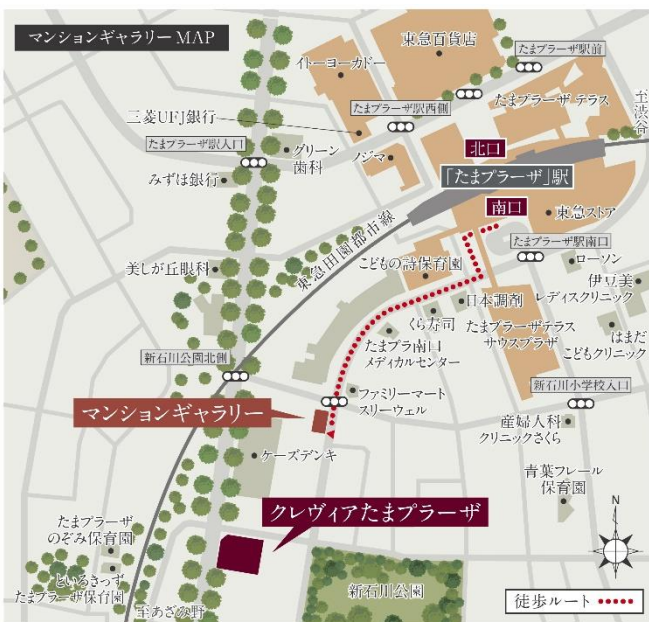 マンションギャラリー MAP
東急百貨店
たまプラーザ駅前
イトーヨーカドー
たまプラーザ テラス
三菱UFJ銀行
たまプラーザ駅西側
至渋谷
たまプラーザ駅入口
グリーン
歯科
ノジマ
北口
「たまプラーザ」駅
みずほ銀行
南口
東急ストア
東急田園都市線
たまプラーザ駅南口
こどもの詩保育園
ローソン
美しが丘眼科
伊豆美
レディスクリニック
日本調剤
くら寿司
たまプラーザテラス
サウスプラザ
はまだ
こどもクリニック
たまプラ南口
メディカルセンター
新石川公園北側
ファミリーマート
スリーウェル
新石川小学校入口
マンションギャラリー
産婦人科
クリニックさくら
ケーズデンキ
青葉フレール
保育園
クレヴィアたまプラーザ
たまプラーザ
のぞみ保育園
N
といろきっず
たまプラーザ保育園
新石川公園
至あざみ野
徒歩ルート